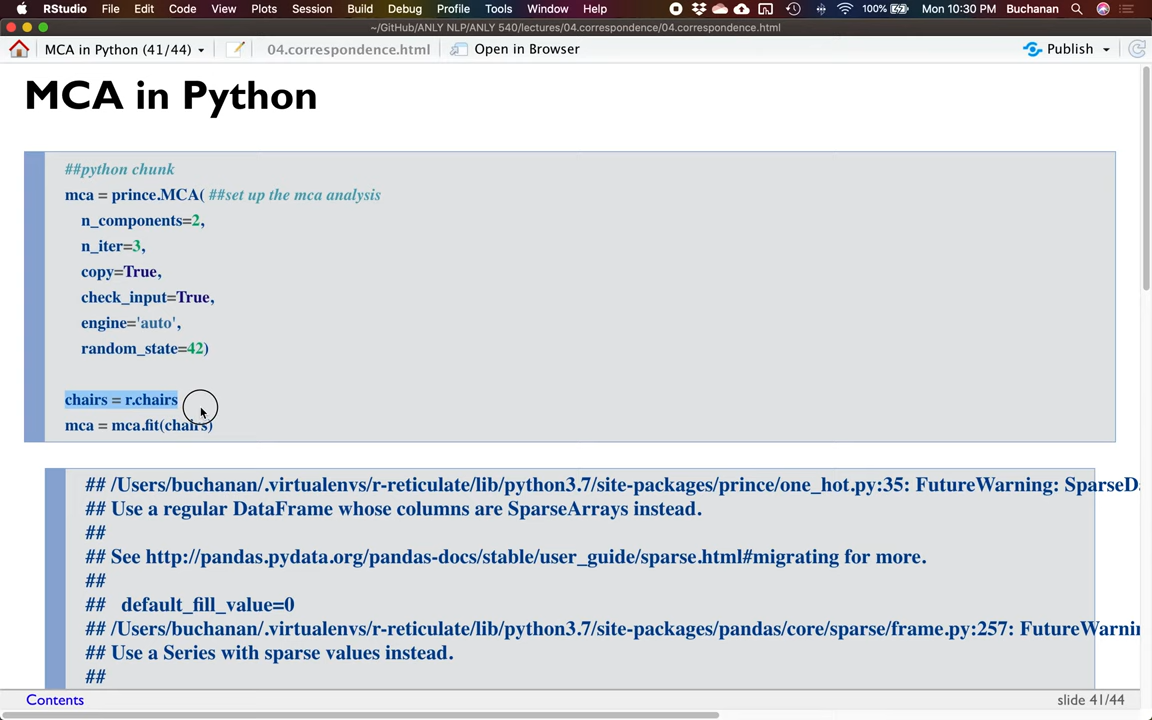 RStudio File Edit Code View Plots Session Build Debug Profile Tools Window Help 100% Mon 10:30 PM Buchanan
~/GitHub/ANLY NLP/ANLY 540/lectures/04.correspondence/04.correspondence.html
MCA in Python (41/44) 04.correspondence.html Open in Browser Publish
MCA in Python
##python chunk
mca = prince.MCA( ##set up the mca analysis
n_components=2,
n_iter=3,
copy=True,
check_input=True,
engine='auto',
random_state=42)
chairs = r.chairs
mca = mca.fit(chairs)
## /Users/buchanan/.virtualenvs/r-reticulate/lib/python3.7/site-packages/prince/one_hot.py:35: FutureWarning: SparseD
## Use a regular DataFrame whose columns are SparseArrays instead.
##
## See http://pandas.pydata.org/pandas-docs/stable/user_guide/sparse.html#migrating for more.
##
## default_fill_value=0
## /Users/buchanan/.virtualenvs/r-reticulate/lib/python3.7/site-packages/pandas/core/sparse/frame.py:257: FutureWarnin
## Use a Series with sparse values instead.
##
Contents slide 41/44